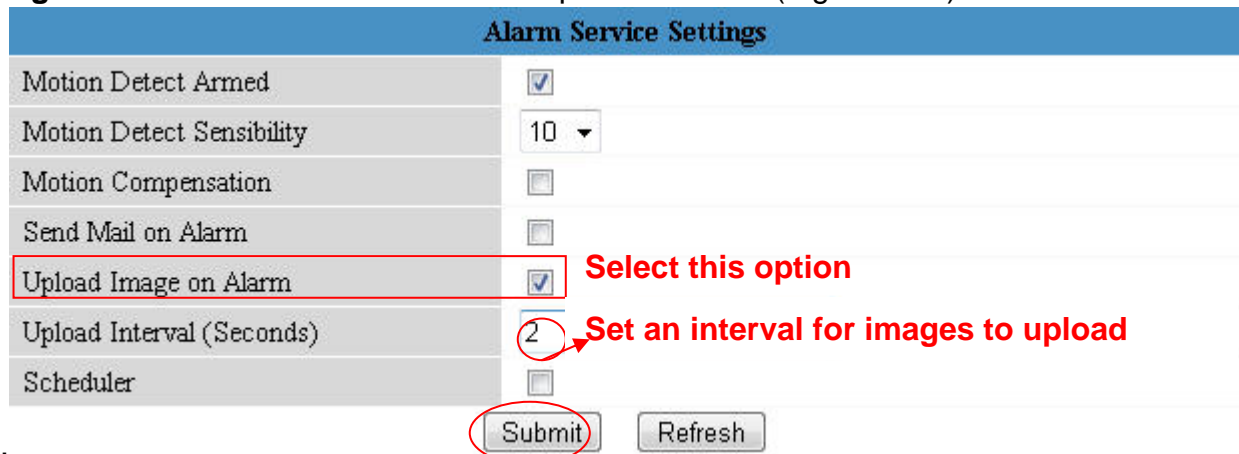 Alarm Service Settings
Motion Detect Armed
Motion Detect Sensibility 10
Motion Compensation
Send Mail on Alarm
Upload Image on Alarm Select this option
Upload Interval (Seconds) 2 Set an interval for images to upload
Scheduler
Submit Refresh